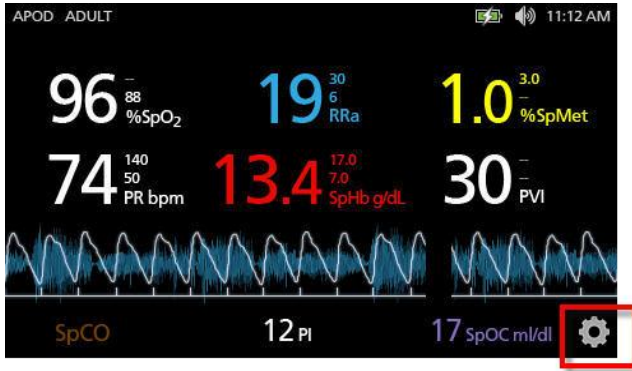 APOD ADULT 11:12 AM
96 -- 88 %SpO₂
19 30 6 RRa
1.0 3.0 -- %SpMet
74 140 50 PR bpm
13.4 17.0 7.0 SpHb g/dL
30 -- -- PVI
SpCO 12 PI 17 SpOC ml/dl